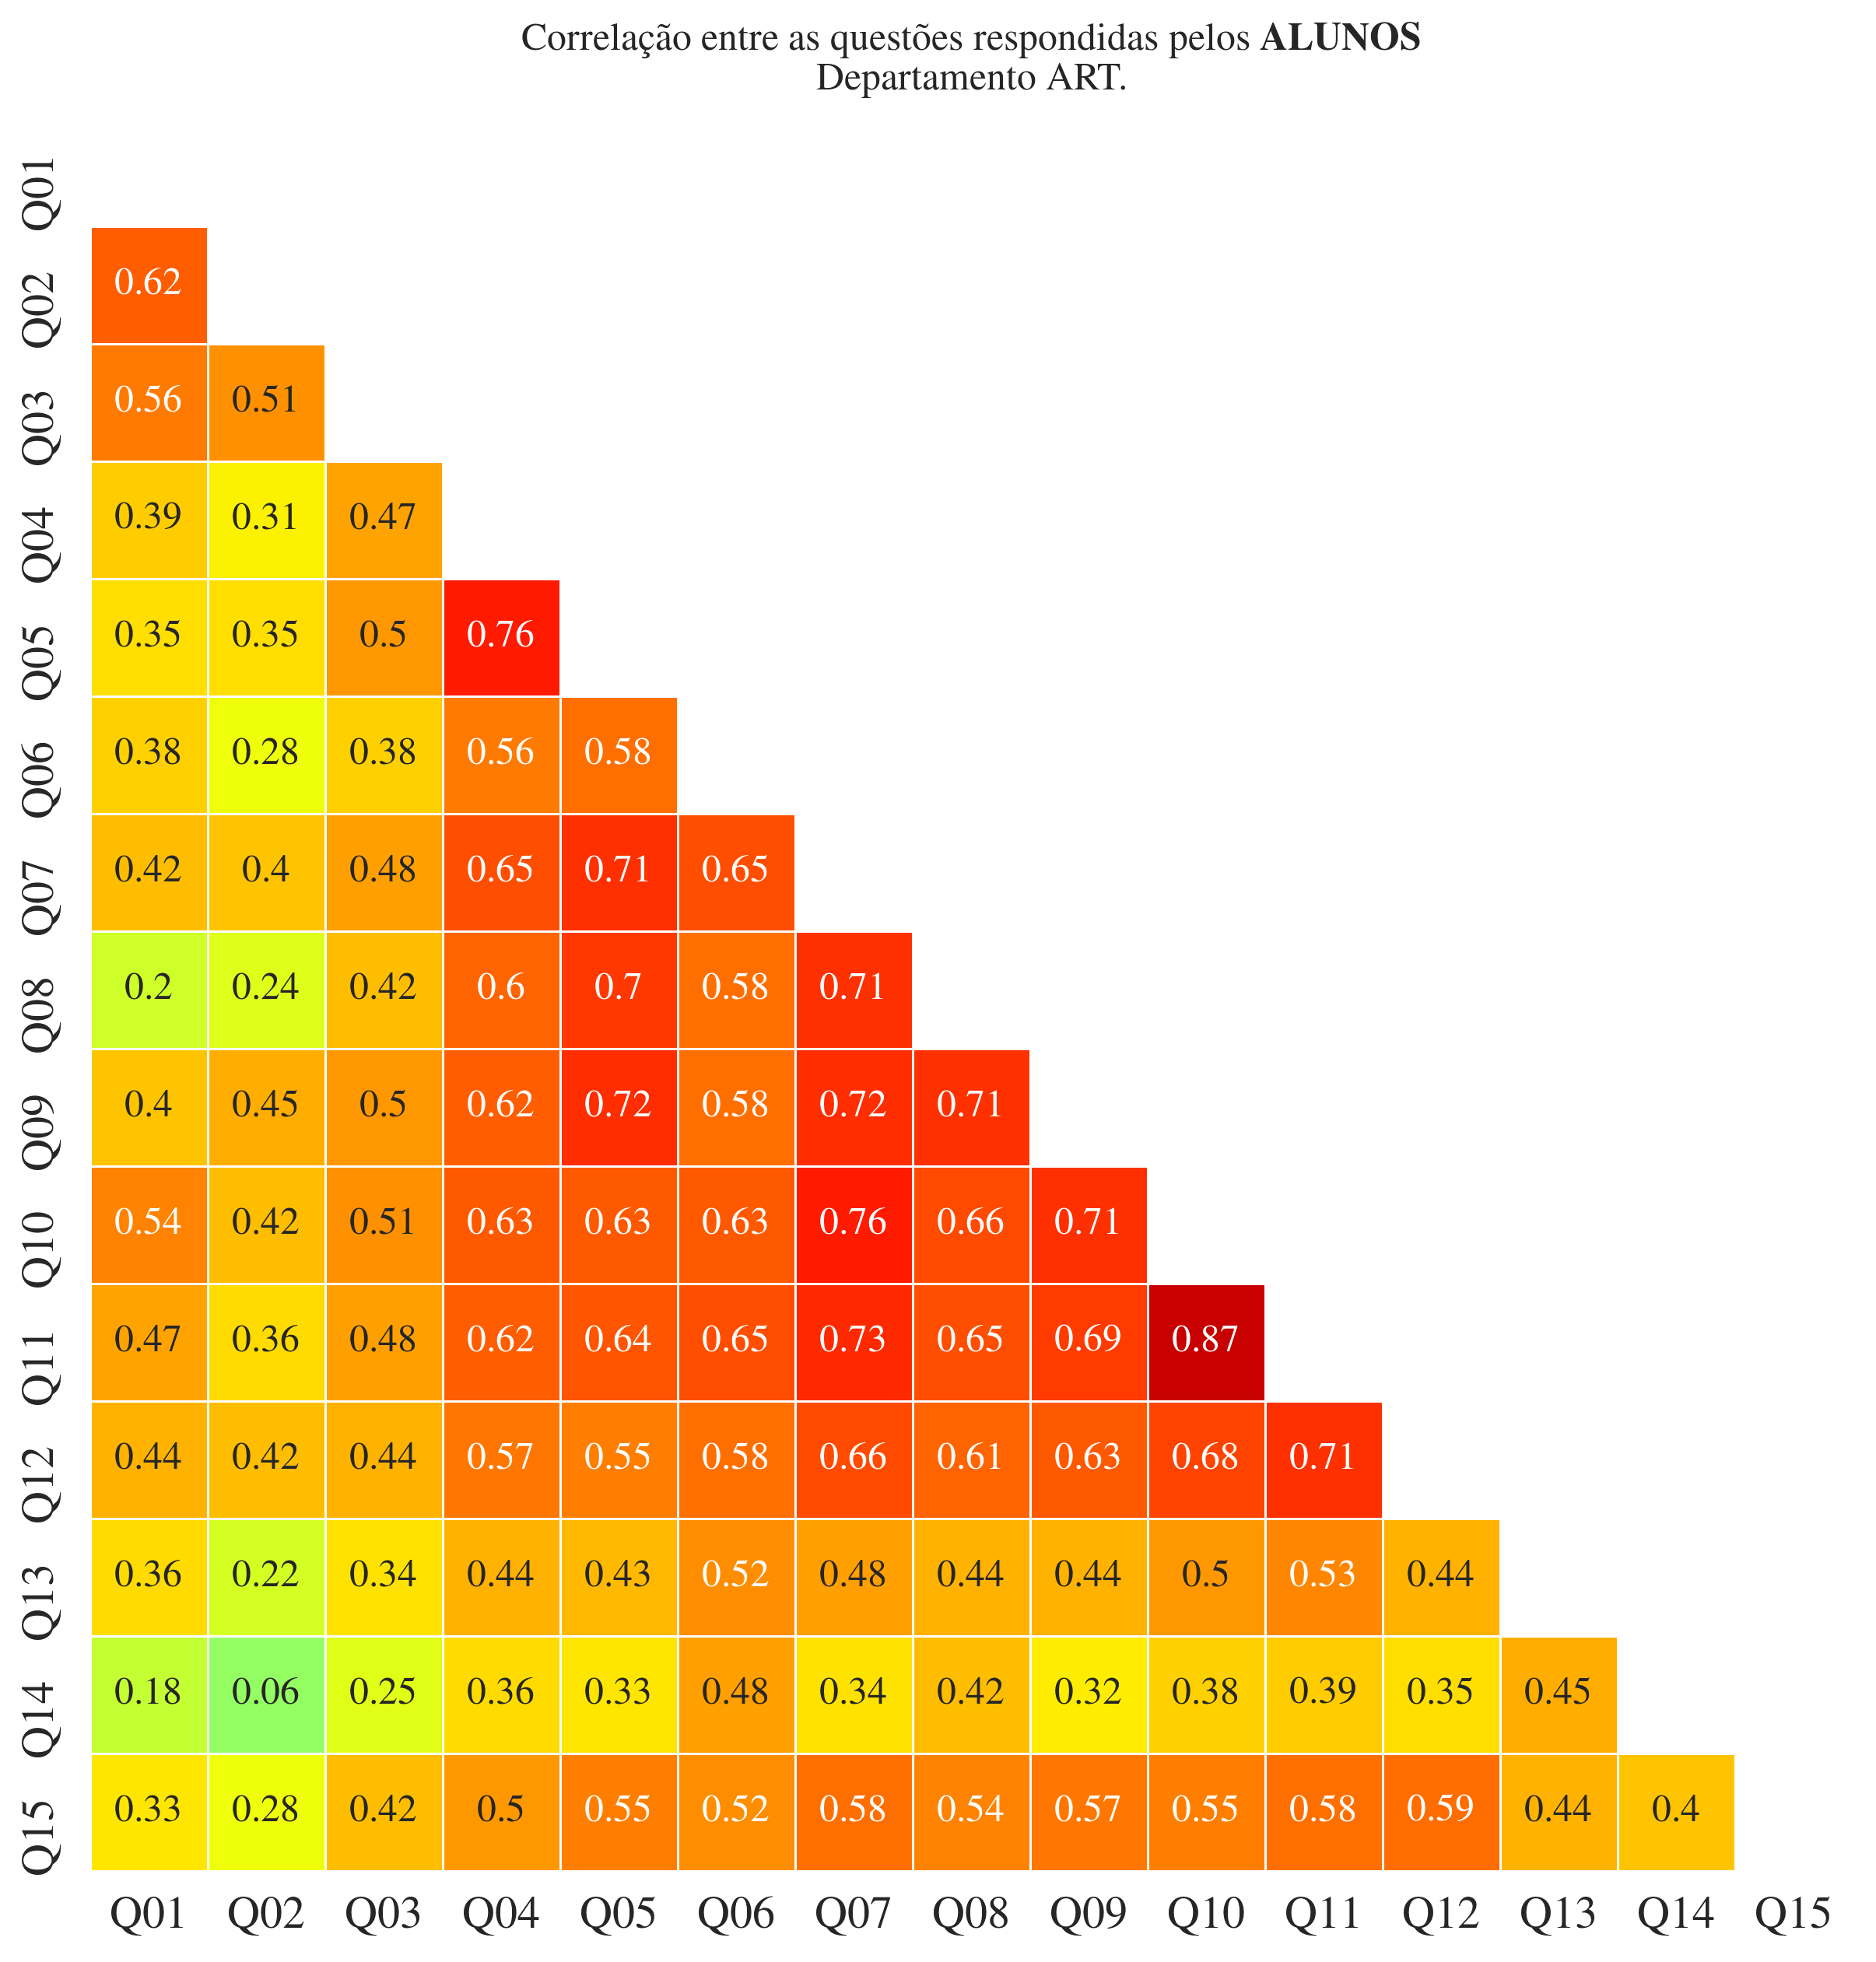 Correlação entre as questões respondidas pelos ALUNOS
Departamento ART.
Q01
Q02 0.62
Q03 0.56 0.51
Q04 0.39 0.31 0.47
Q05 0.35 0.35 0.5 0.76
Q06 0.38 0.28 0.38 0.56 0.58
Q07 0.42 0.4 0.48 0.65 0.71 0.65
Q08 0.2 0.24 0.42 0.6 0.7 0.58 0.71
Q09 0.4 0.45 0.5 0.62 0.72 0.58 0.72 0.71
Q10 0.54 0.42 0.51 0.63 0.63 0.63 0.76 0.66 0.71
Q11 0.47 0.36 0.48 0.62 0.64 0.65 0.73 0.65 0.69 0.87
Q12 0.44 0.42 0.44 0.57 0.55 0.58 0.66 0.61 0.63 0.68 0.71
Q13 0.36 0.22 0.34 0.44 0.43 0.52 0.48 0.44 0.44 0.5 0.53 0.44
Q14 0.18 0.06 0.25 0.36 0.33 0.48 0.34 0.42 0.32 0.38 0.39 0.35 0.45
Q15 0.33 0.28 0.42 0.5 0.55 0.52 0.58 0.54 0.57 0.55 0.58 0.59 0.44 0.4
Q01 Q02 Q03 Q04 Q05 Q06 Q07 Q08 Q09 Q10 Q11 Q12 Q13 Q14 Q15